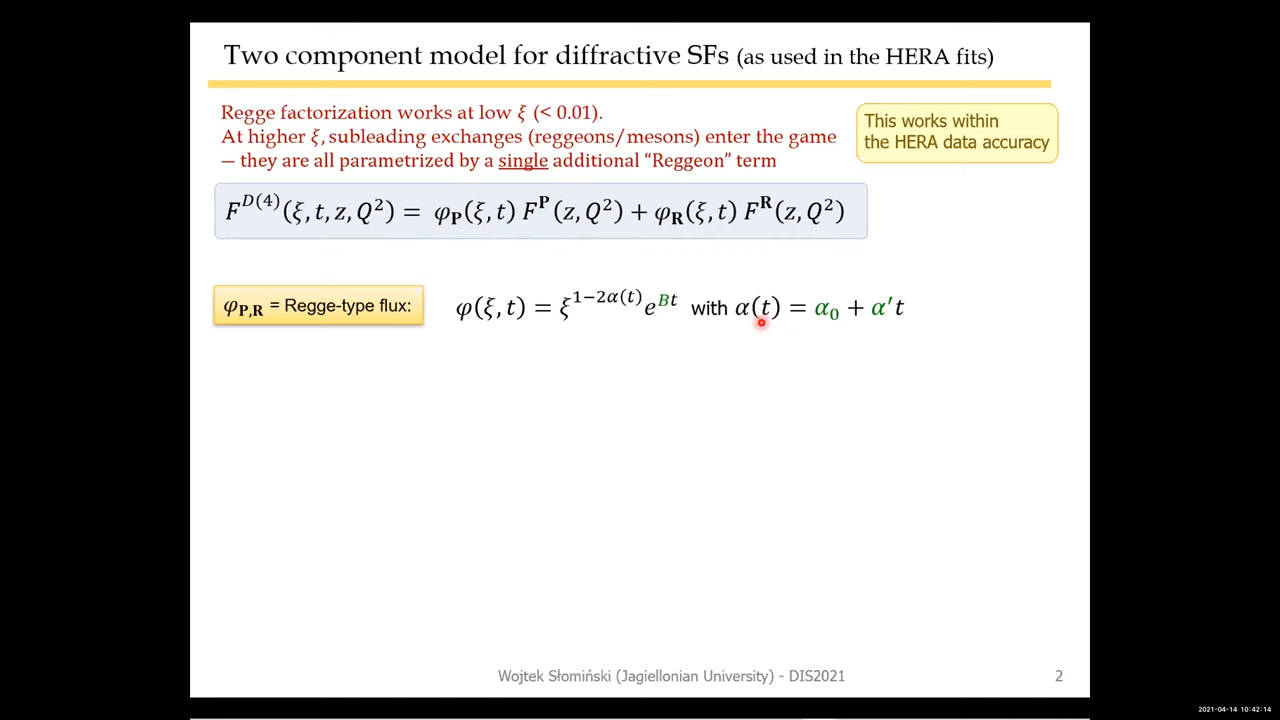 Two component model for diffractive SFs (as used in the HERA fits)
Regge factorization works at low ξ (< 0.01).
At higher ξ, subleading exchanges (reggeons/mesons) enter the game
— they are all parametrized by a single additional “Reggeon” term
This works within
the HERA data accuracy
F^{D(4)}(ξ, t, z, Q²) = φ_P(ξ, t) F^P(z, Q²) + φ_R(ξ, t) F^R(z, Q²)
φ_{P,R} = Regge-type flux:
φ(ξ, t) = ξ^{1−2α(t)} e^{Bt} with α(t) = α₀ + α′t
Wojtek Słomiński (Jagiellonian University) - DIS2021
2
2021-04-14 10:42:14